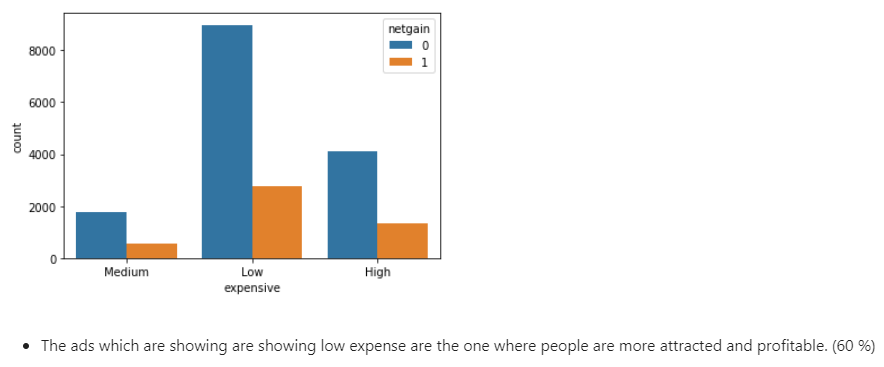 netgain
0
1
8000
6000
4000
2000
0
count
Medium Low High
expensive
• The ads which are showing are showing low expense are the one where people are more attracted and profitable. (60 %)